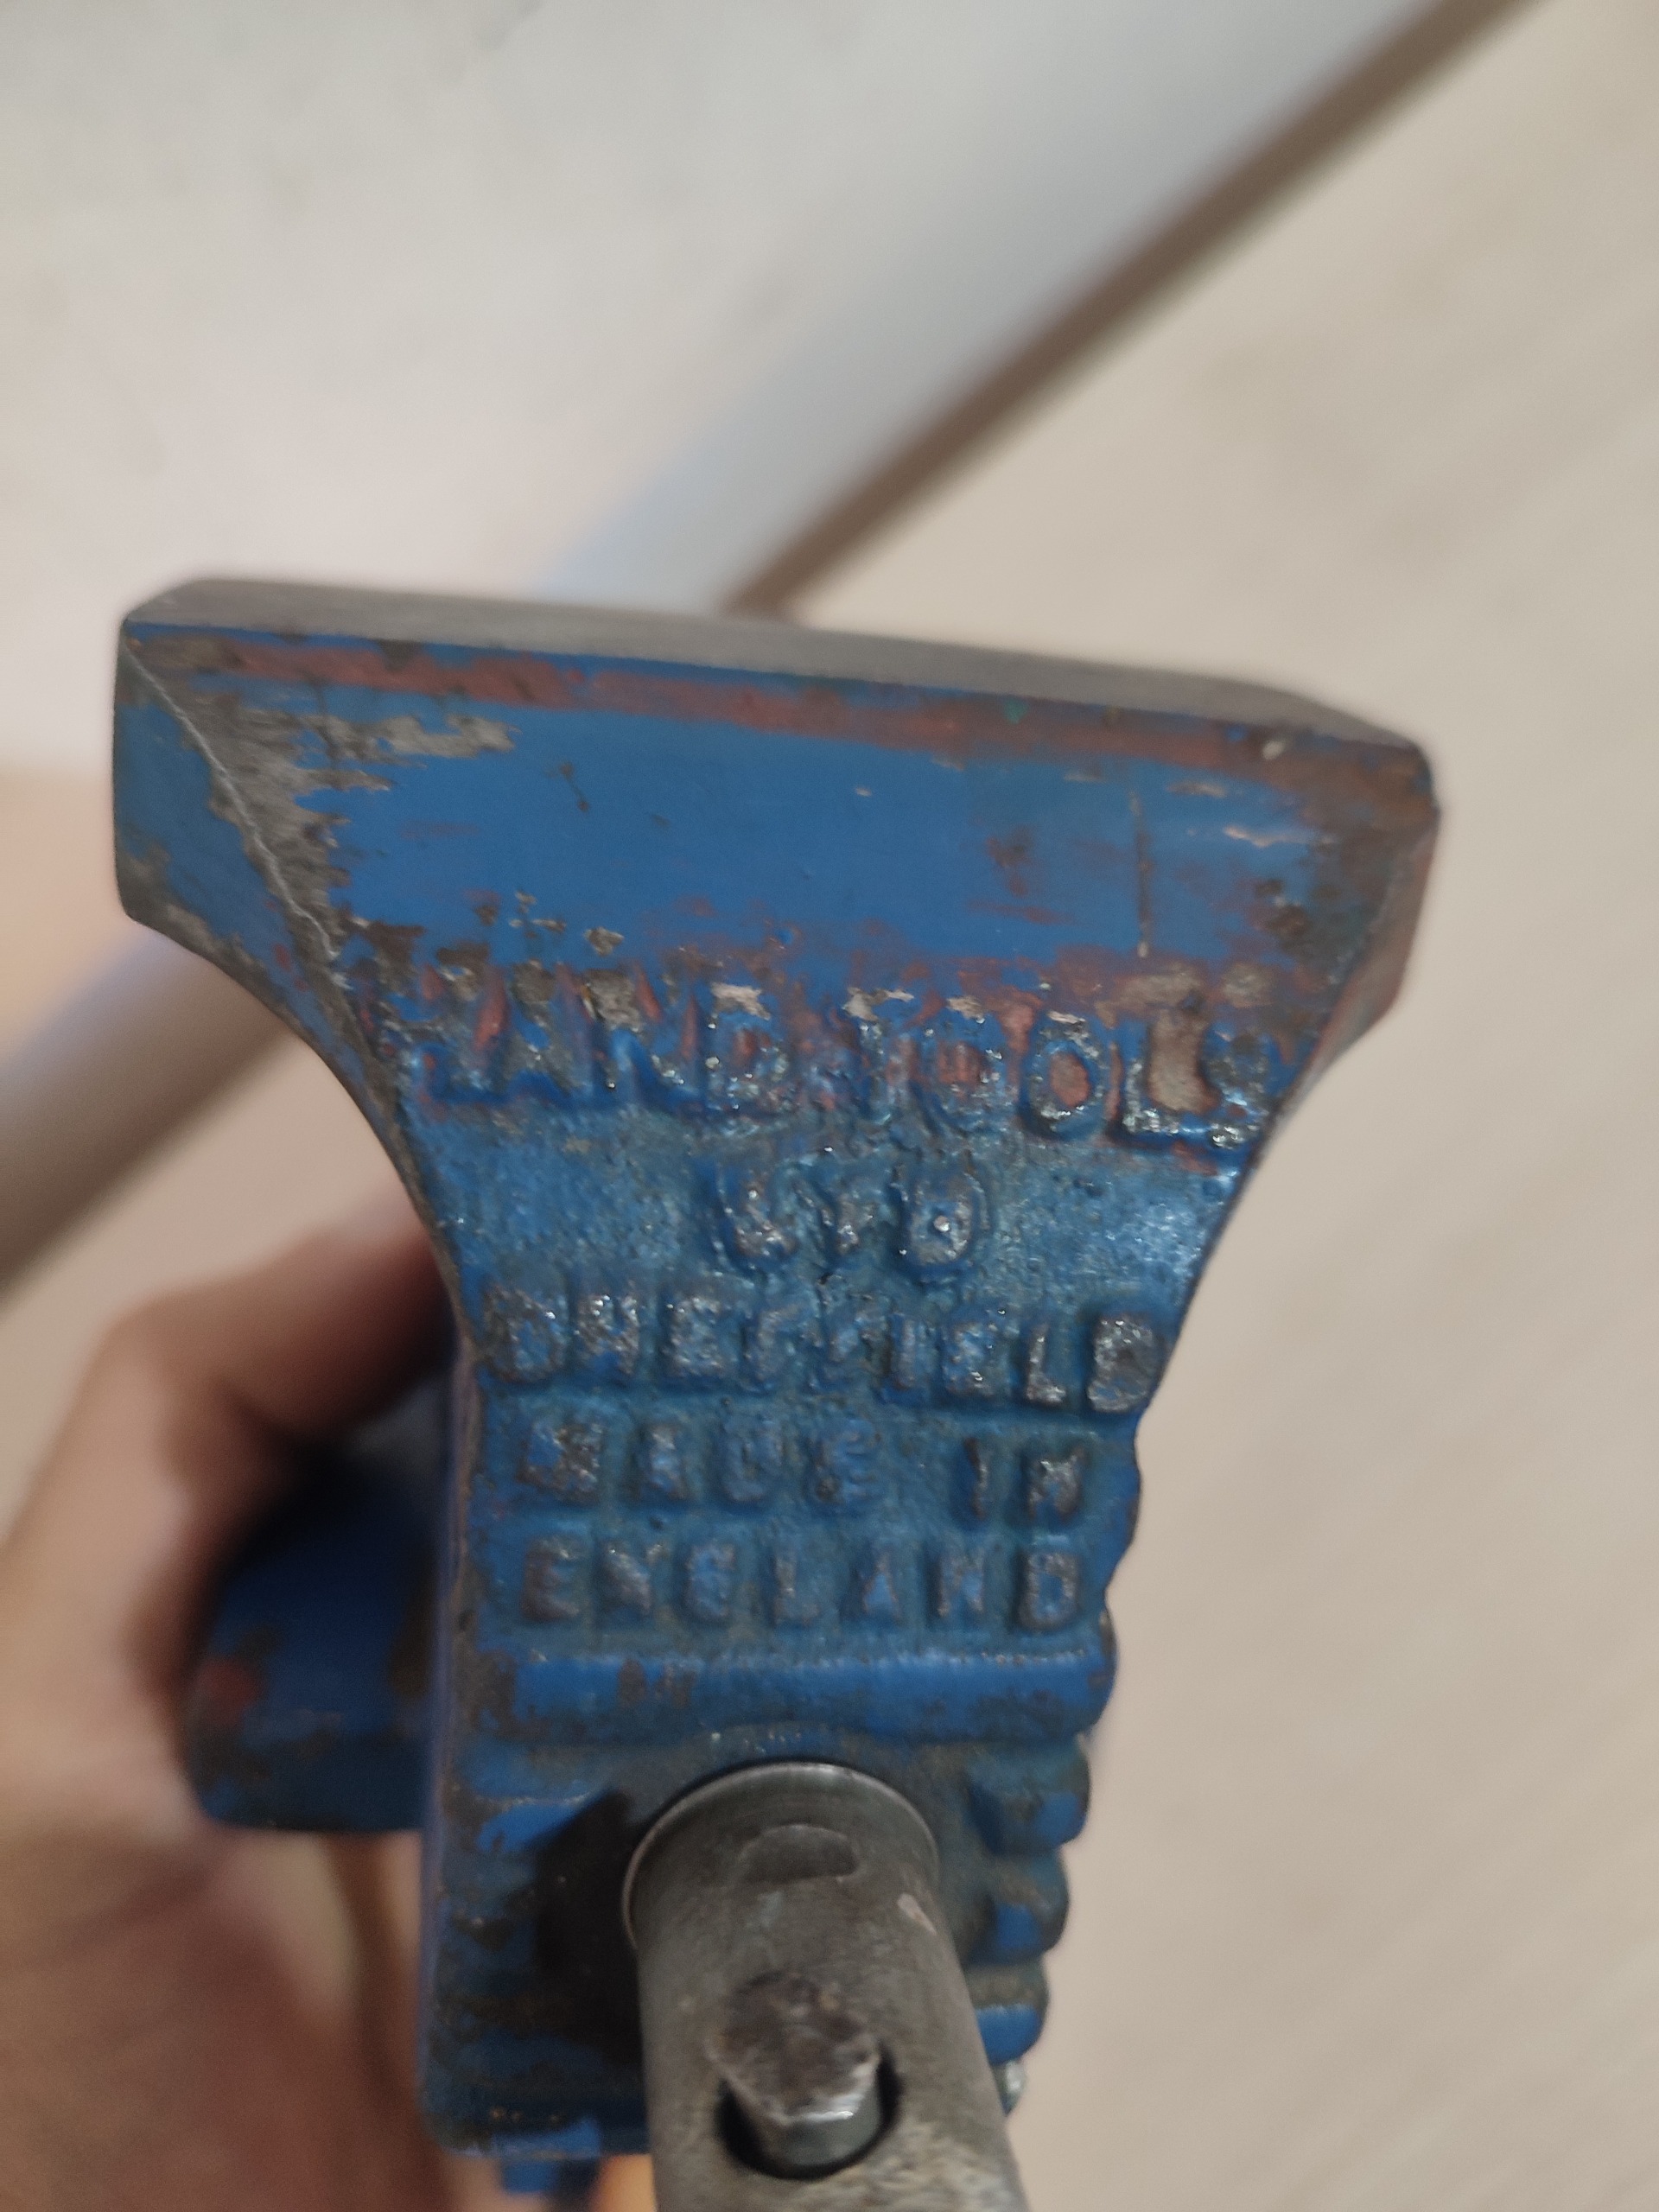 HAND TOOLS
LTD
SHEFFIELD
MADE IN
ENGLAND